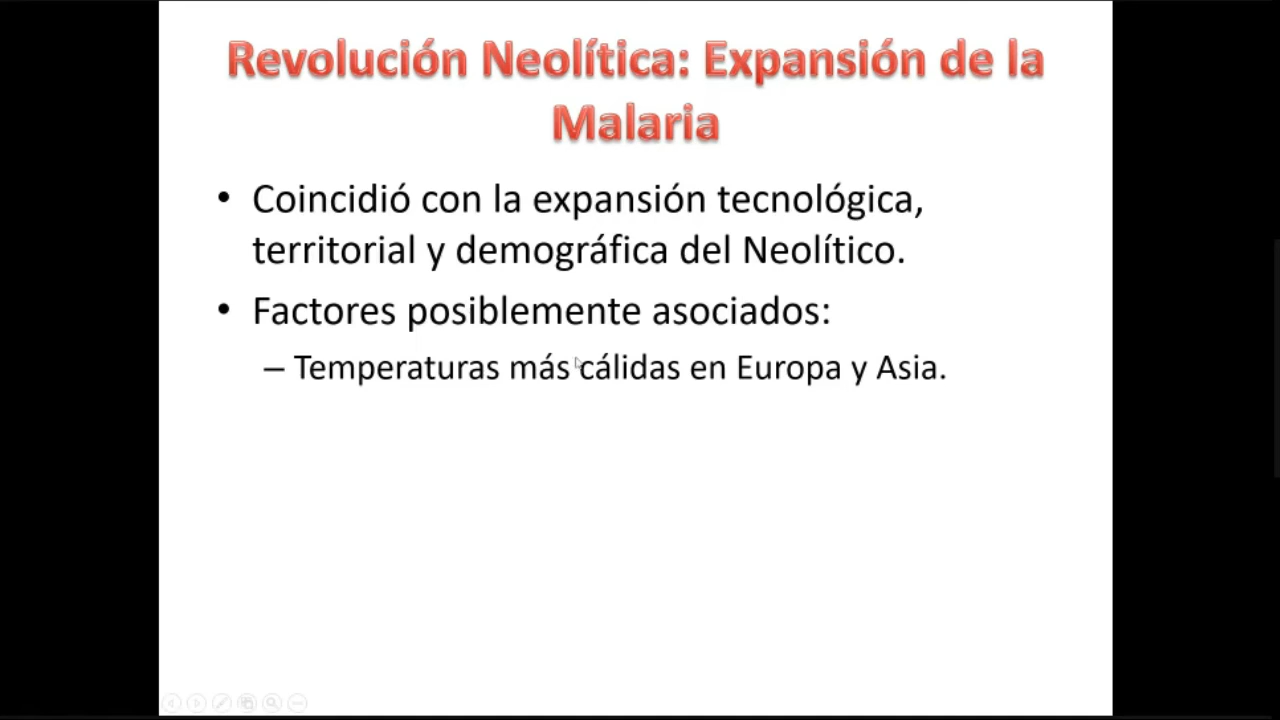 Revolución Neolítica: Expansión de la
Malaria
• Coincidió con la expansión tecnológica,
territorial y demográfica del Neolítico.
• Factores posiblemente asociados:
– Temperaturas más cálidas en Europa y Asia.